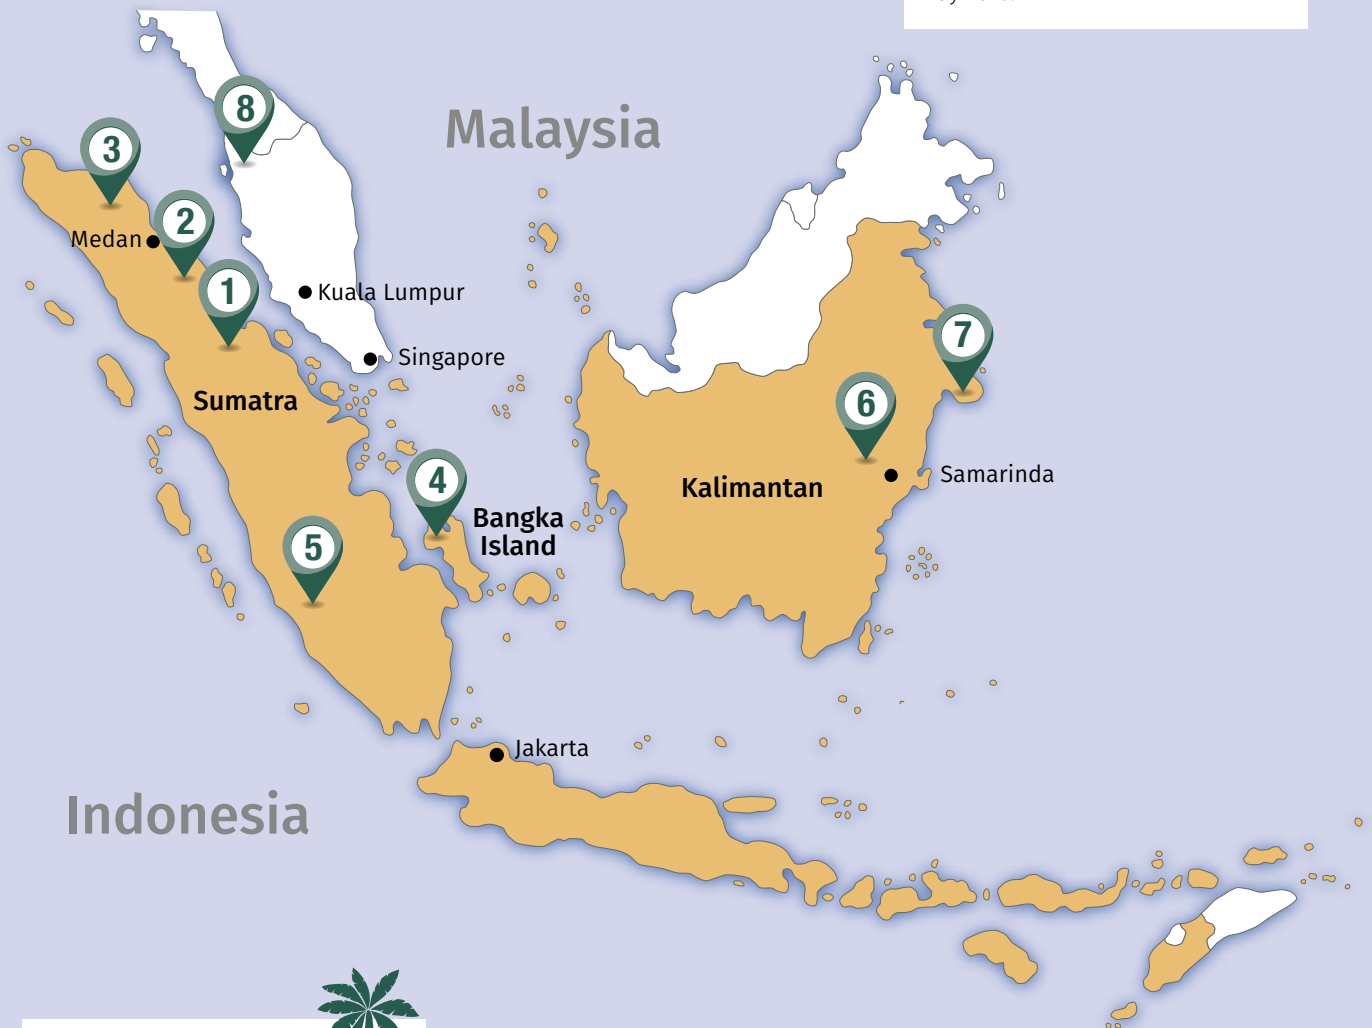 8
Malaysia
3
2
Medan
1
Kuala Lumpur
7
Singapore
Sumatra
6
4
Kalimantan
Samarinda
Bangka
Island
5
Jakarta
Indonesia